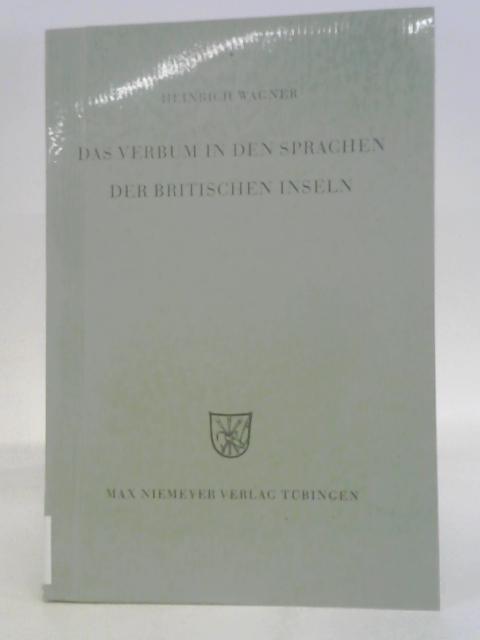 HEINRICH WAGNER
DAS VERBUM IN DEN SPRACHEN
DER BRITISCHEN INSELN
MAX NIEMEYER VERLAG TÜBINGEN